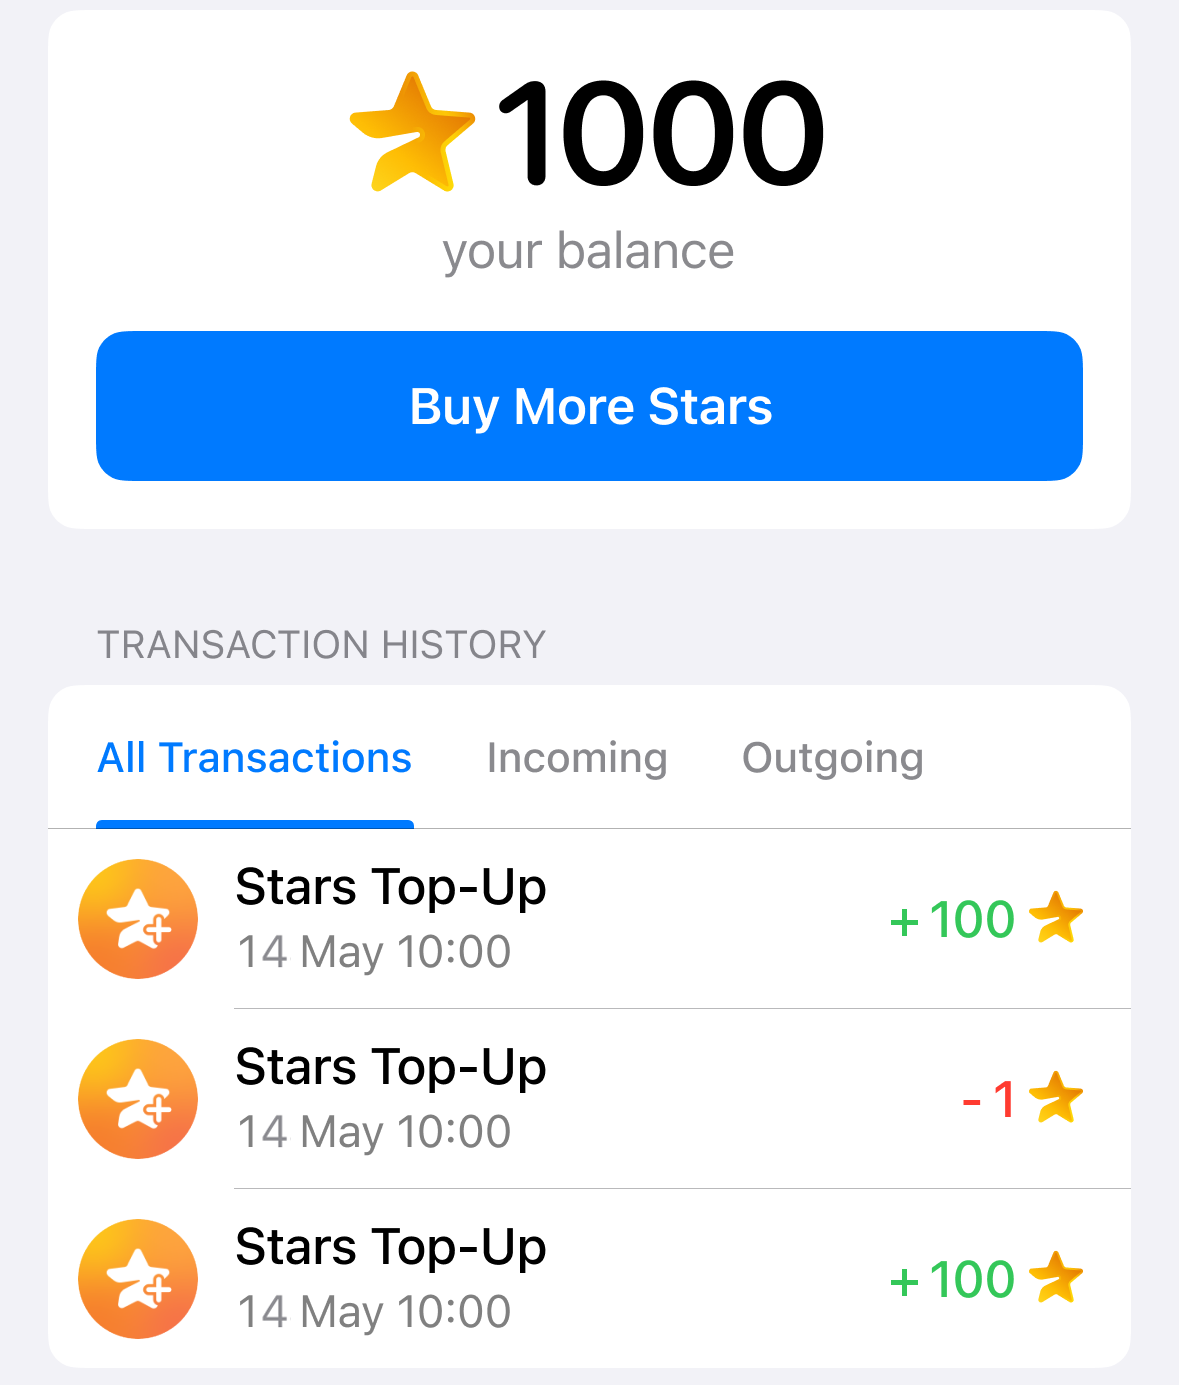 1000
your balance
Buy More Stars
TRANSACTION HISTORY
All Transactions Incoming Outgoing
Stars Top-Up
+ 100
14 May 10:00
Stars Top-Up
- 1
14 May 10:00
Stars Top-Up
+ 100
14 May 10:00